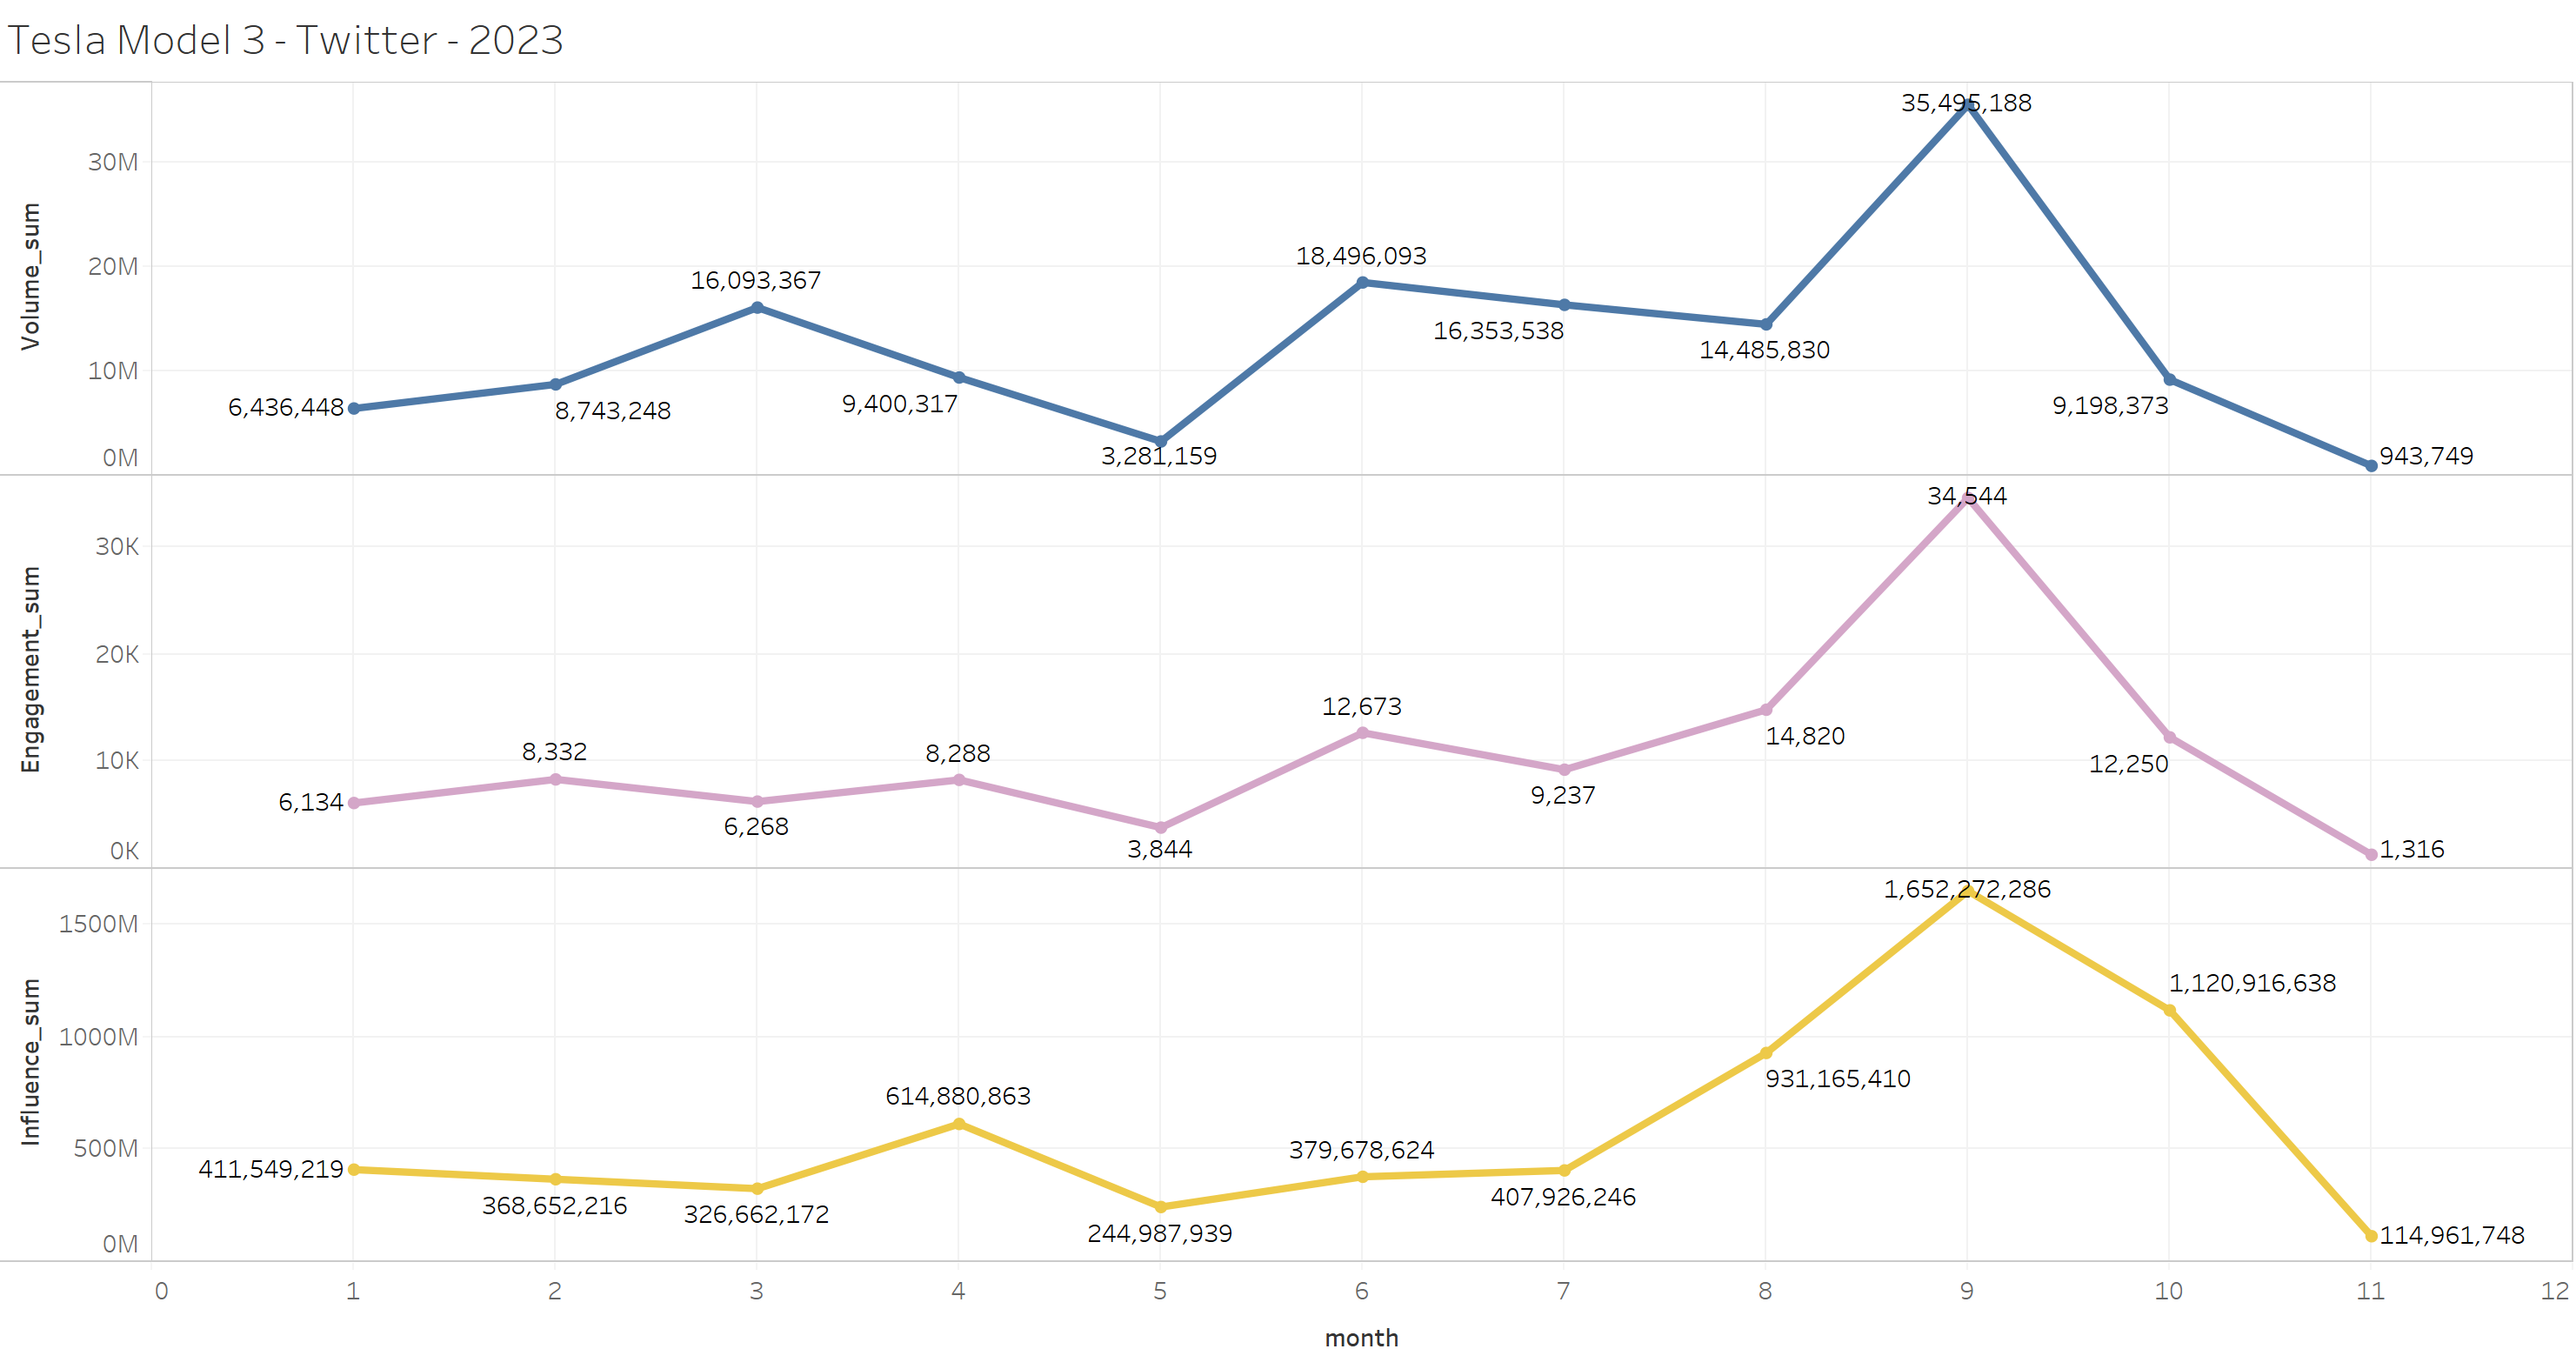 Tesla Model 3 - Twitter - 2023
Volume_sum
30M
20M
10M
0M
6,436,448
8,743,248
16,093,367
9,400,317
3,281,159
18,496,093
16,353,538
14,485,830
35,495,188
9,198,373
943,749
Engagement_sum
30K
20K
10K
0K
6,134
8,332
6,268
8,288
3,844
12,673
9,237
14,820
34,544
12,250
1,316
Influence_sum
1500M
1000M
500M
0M
411,549,219
368,652,216
326,662,172
614,880,863
244,987,939
379,678,624
407,926,246
931,165,410
1,652,272,286
1,120,916,638
114,961,748
0 1 2 3 4 5 6 7 8 9 10 11 12
month